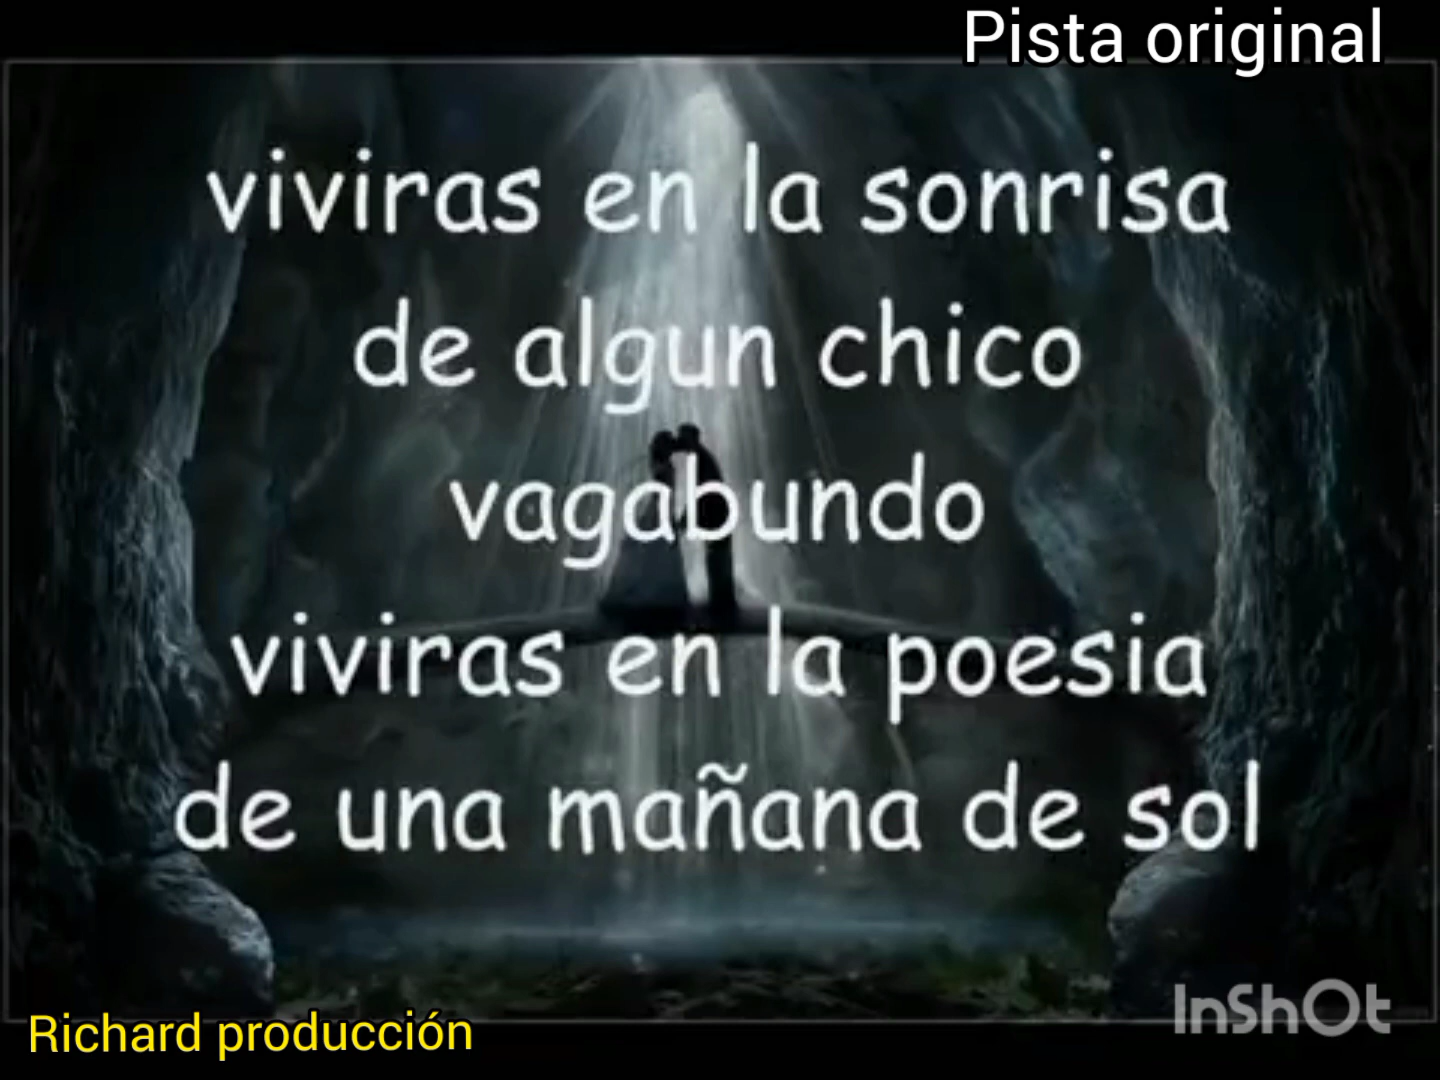 Pista original
viviras en la sonrisa
de algun chico
vagabundo
viviras en la poesia
de una mañana de sol
InShOt
Richard producción